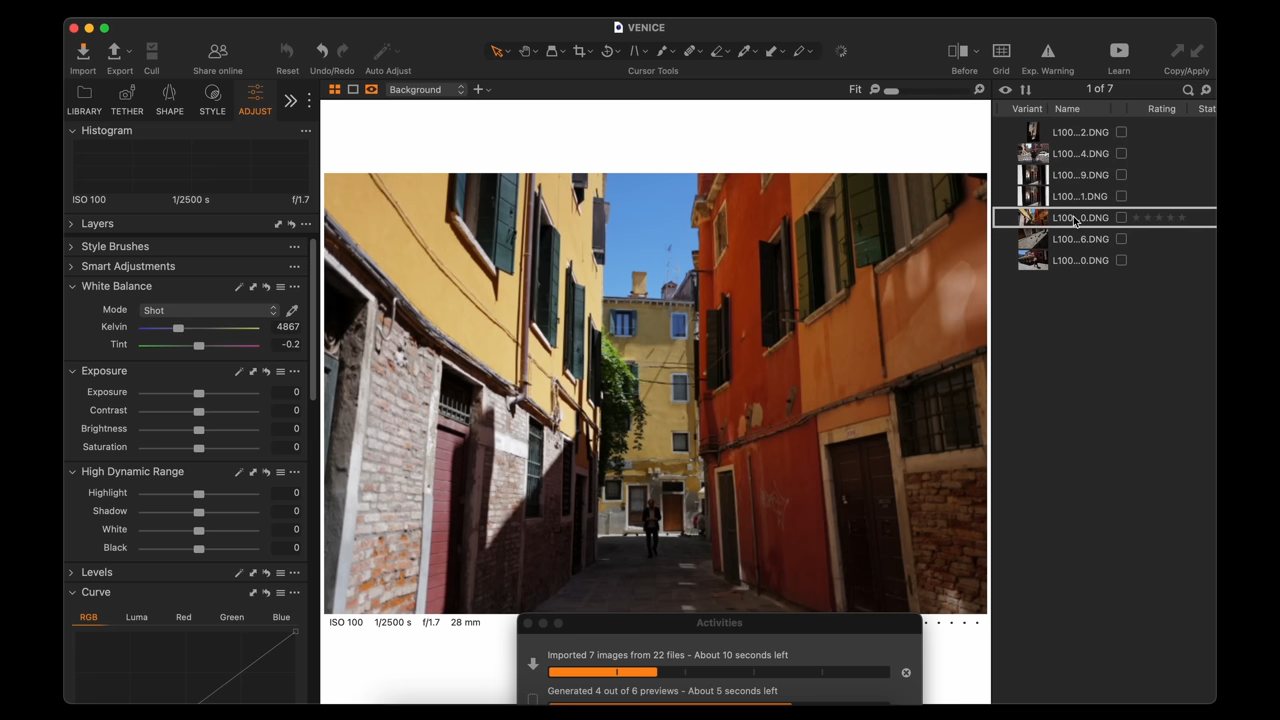 VENICE
Import
Export
Cull
Share online
Reset
Undo/Redo
Auto Adjust
Cursor Tools
Before
Grid
Exp. Warning
Learn
Copy/Apply
LIBRARY
TETHER
SHAPE
STYLE
ADJUST
Background
Fit
1 of 7
Histogram
ISO 100 1/2500 s f/1.7
Layers
Style Brushes
Smart Adjustments
White Balance
Mode Shot
Kelvin 4867
Tint -0.2
Exposure
Exposure 0
Contrast 0
Brightness 0
Saturation 0
High Dynamic Range
Highlight 0
Shadow 0
White 0
Black 0
Levels
Curve
RGB Luma Red Green Blue
ISO 100 1/2500 s f/1.7 28 mm
Activities
Imported 7 images from 22 files - About 10 seconds left
Generated 4 out of 6 previews - About 5 seconds left
Variant Name Rating Stat
L100...2.DNG
L100...4.DNG
L100...9.DNG
L100...1.DNG
L100...0.DNG
L100...6.DNG
L100...0.DNG